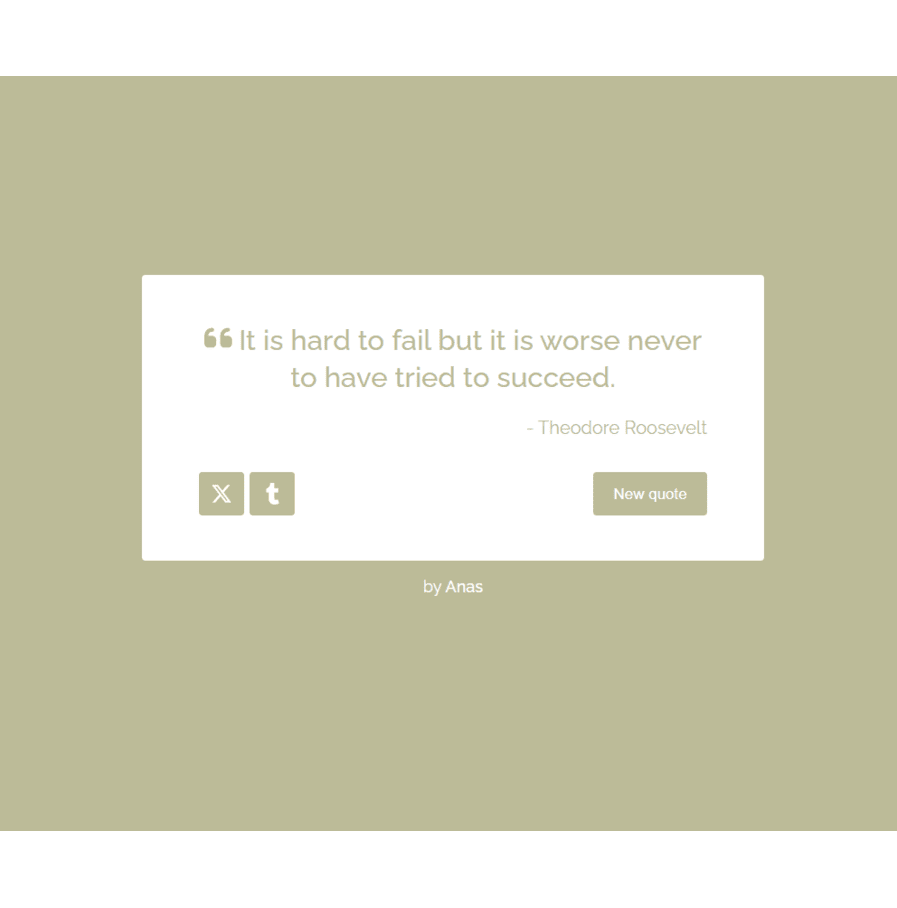 ❝ It is hard to fail but it is worse never
to have tried to succeed.
- Theodore Roosevelt
New quote
by Anas